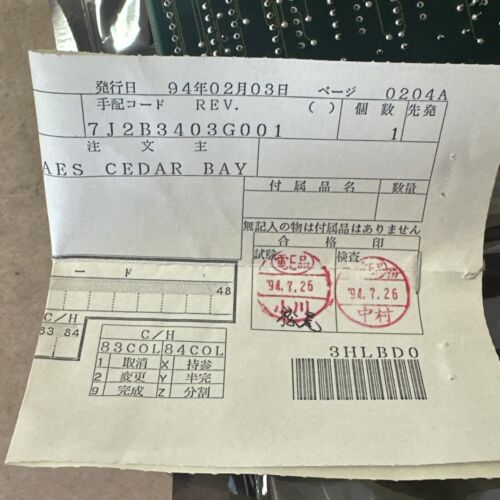 発行日 94年02月03日 ページ 0204A
手配コード REV. ( ) 個数 先発
7J2B3403G001 1
注文主
AES CEDAR BAY
付属品名 数量
無記入の物は付属品はありません
合格印
試験 検査
'94.7.26 '94.7.26
小川 中村
ード
48
C/H
83 84
C/H
83COL 84COL
1 取消 X 持参
2 変更 Y 半完
9 完成 Z 分割
3HLBD0